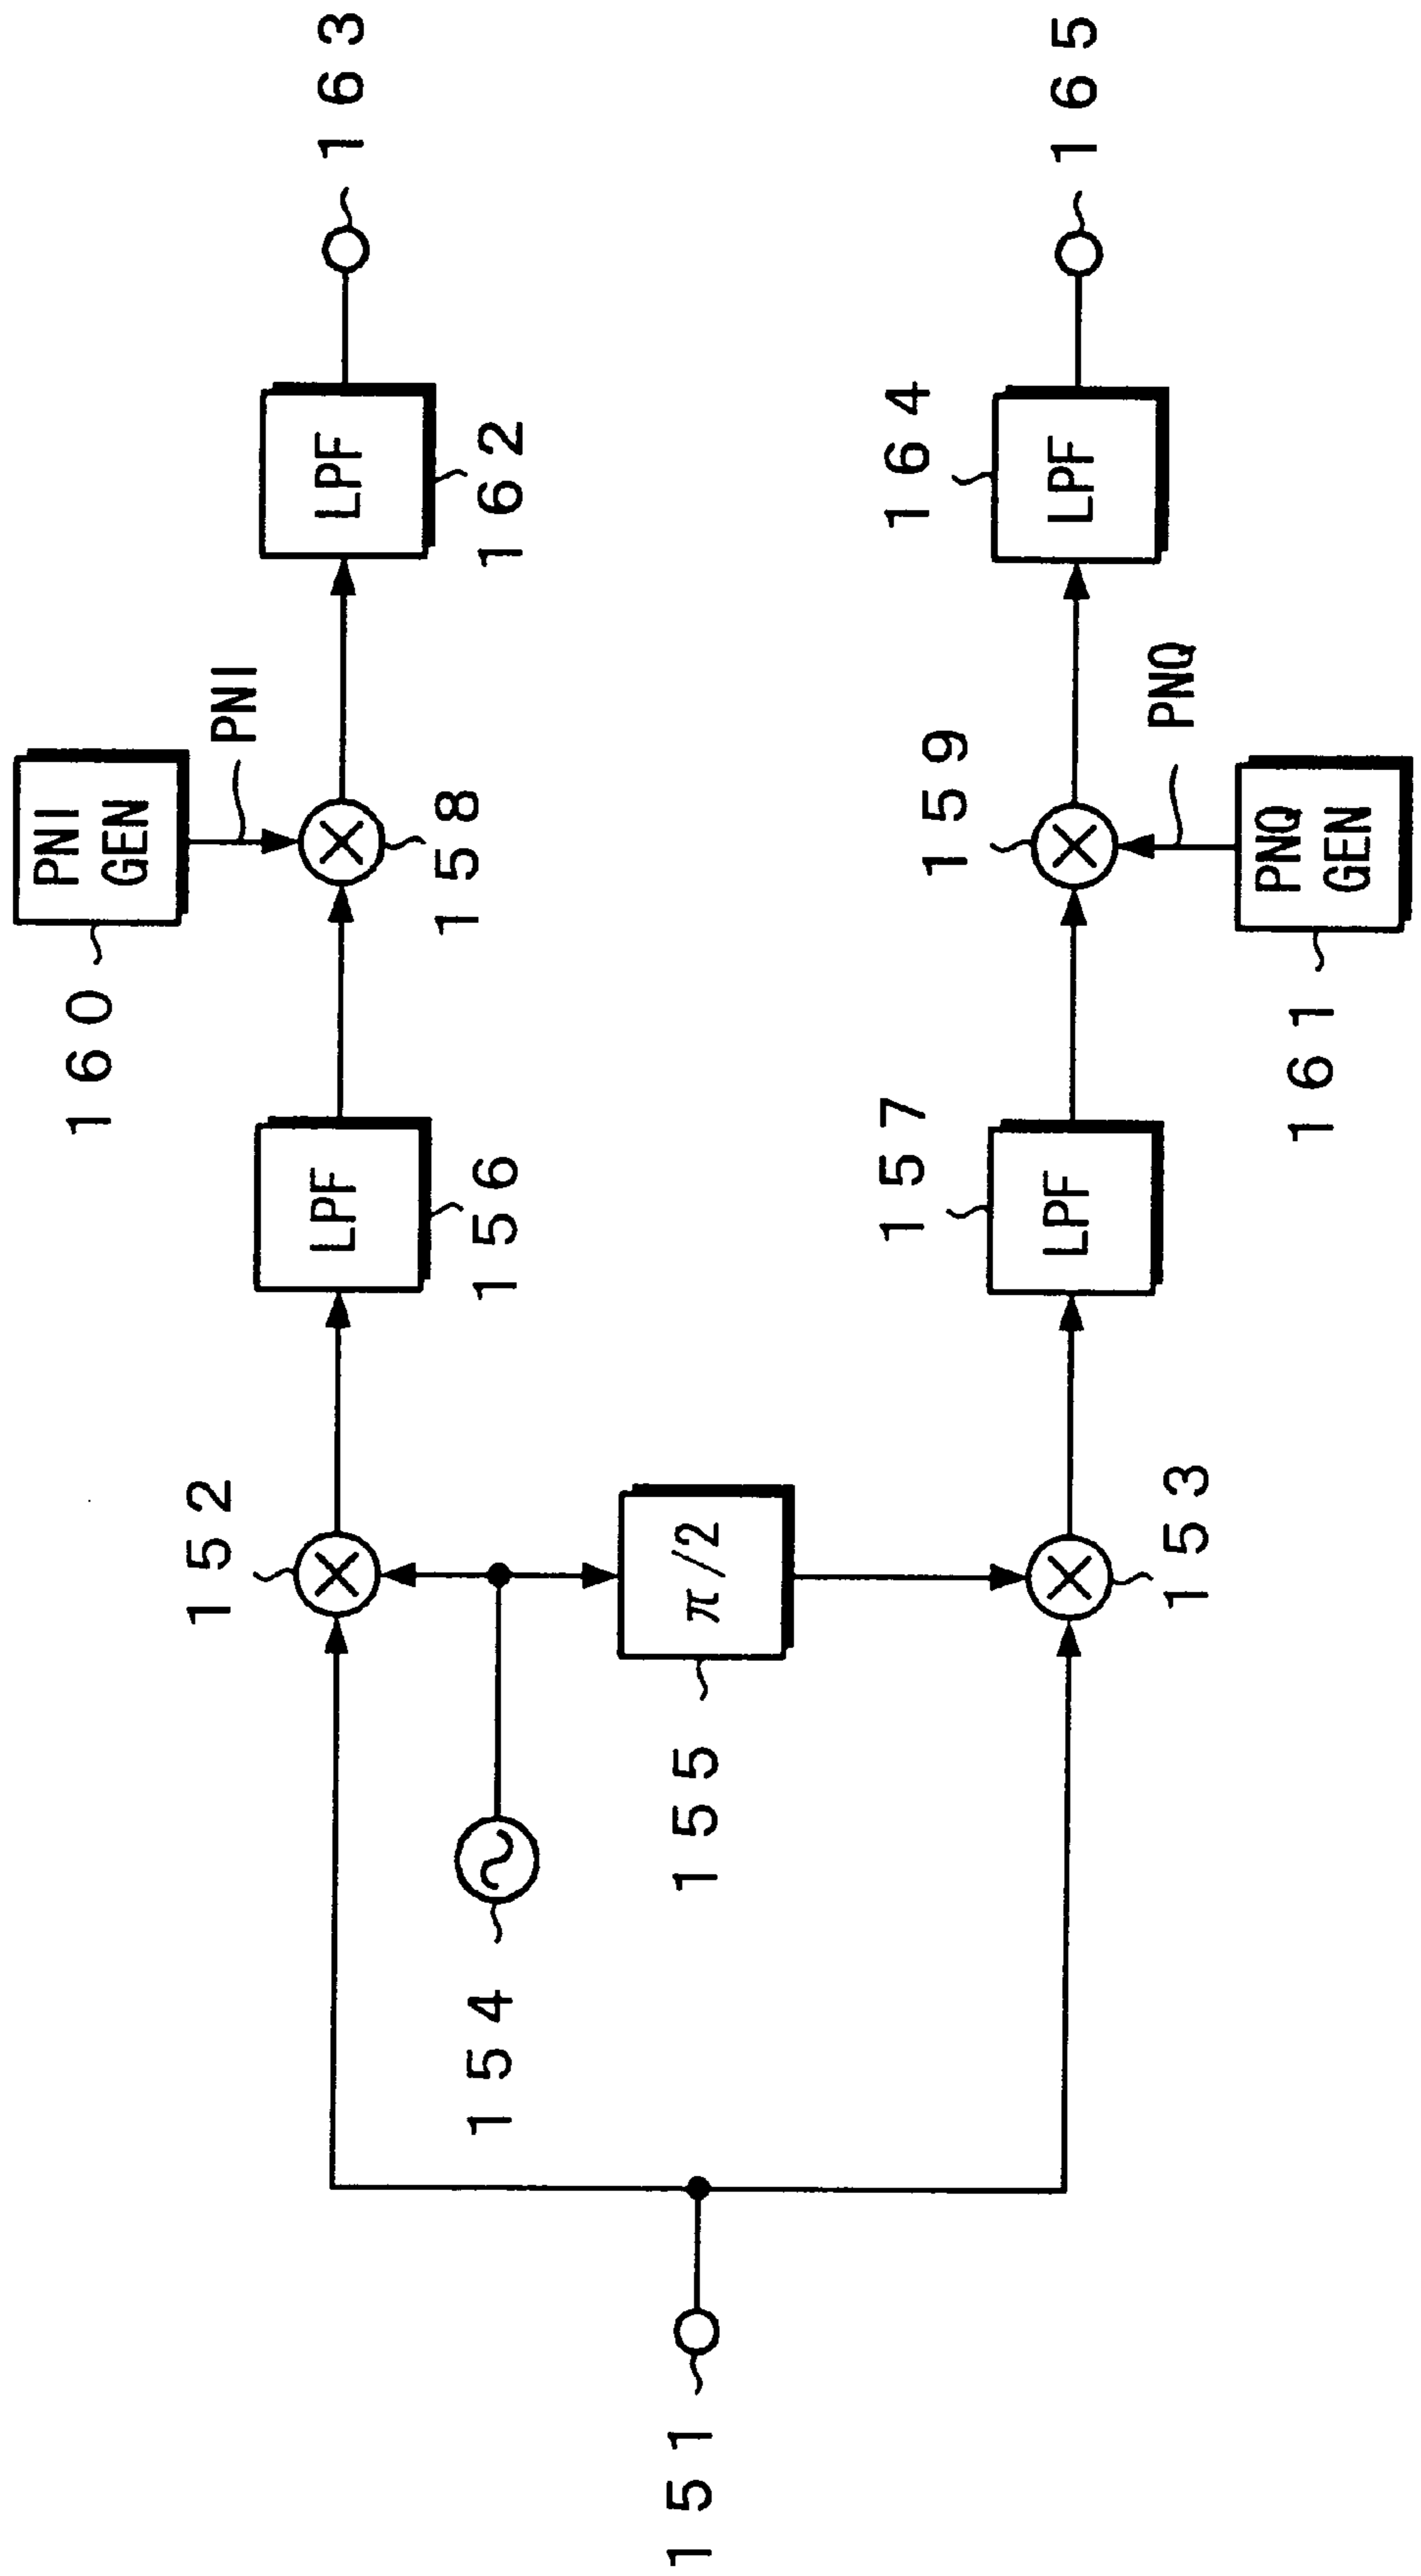 160
PNI
GEN
PNI
152
156
158
162
163
LPF
LPF
154
151
155
π/2
157
159
164
165
LPF
LPF
153
PNQ
161
PNQ
GEN